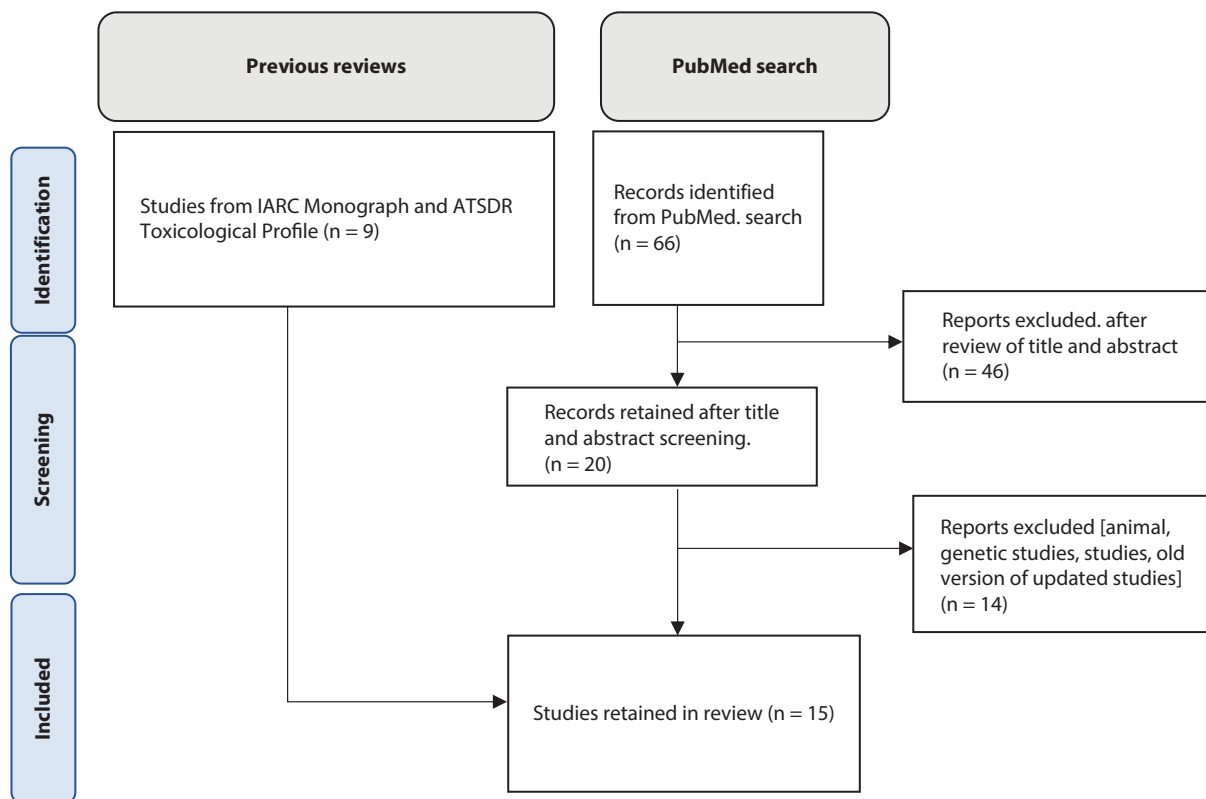 Previous reviews
PubMed search
Identification
Studies from IARC Monograph and ATSDR
Toxicological Profile (n = 9)
Records identified
from PubMed. search
(n = 66)
Reports excluded. after
review of title and abstract
(n = 46)
Screening
Records retained after title
and abstract screening.
(n = 20)
Reports excluded [animal,
genetic studies, studies, old
version of updated studies]
(n = 14)
Included
Studies retained in review (n = 15)